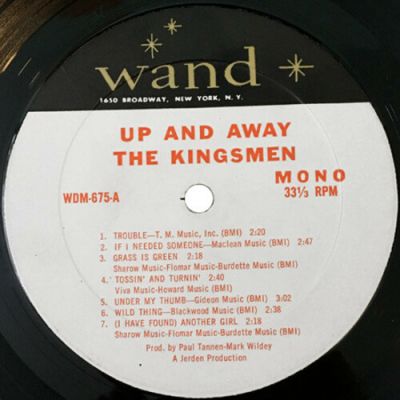 wand
1650 BROADWAY, NEW YORK, N. Y.
UP AND AWAY
THE KINGSMEN
MONO
WDM-675-A
33⅓ RPM
1. TROUBLE—T. M. Music, Inc. (BMI) 2:20
2. IF I NEEDED SOMEONE—Maclean Music (BMI) 2:47
3. GRASS IS GREEN 2:18
Sharow Music-Flomar Music-Burdette Music (BMI)
4. TOSSIN' AND TURNIN' 2:40
Viva Music-Howard Music (BMI)
5. UNDER MY THUMB—Gideon Music (BMI) 3:02
6. WILD THING—Blackwood Music (BMI) 2:38
7. (I HAVE FOUND) ANOTHER GIRL 2:18
Sharow Music-Flomar Music-Burdette Music (BMI)
Prod. by Paul Tannen-Mark Wildey
A Jerden Production